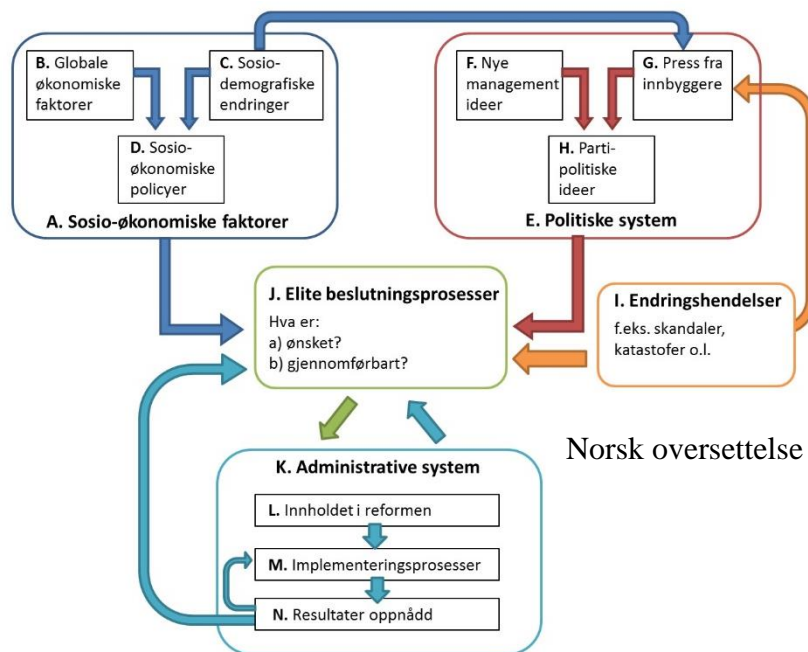 B. Globale
økonomiske
faktorer
C. Sosio-
demografiske
endringer
D. Sosio-
økonomiske
policyer
A. Sosio-økonomiske faktorer
F. Nye
management
ideer
G. Press fra
innbyggere
H. Parti-
politiske
ideer
E. Politiske system
J. Elite beslutningsprosesser
Hva er:
a) ønsket?
b) gjennomførbart?
I. Endringshendelser
f.eks. skandaler,
katastofer o.l.
Norsk oversettelse
K. Administrative system
L. Innholdet i reformen
M. Implementeringsprosesser
N. Resultater oppnådd